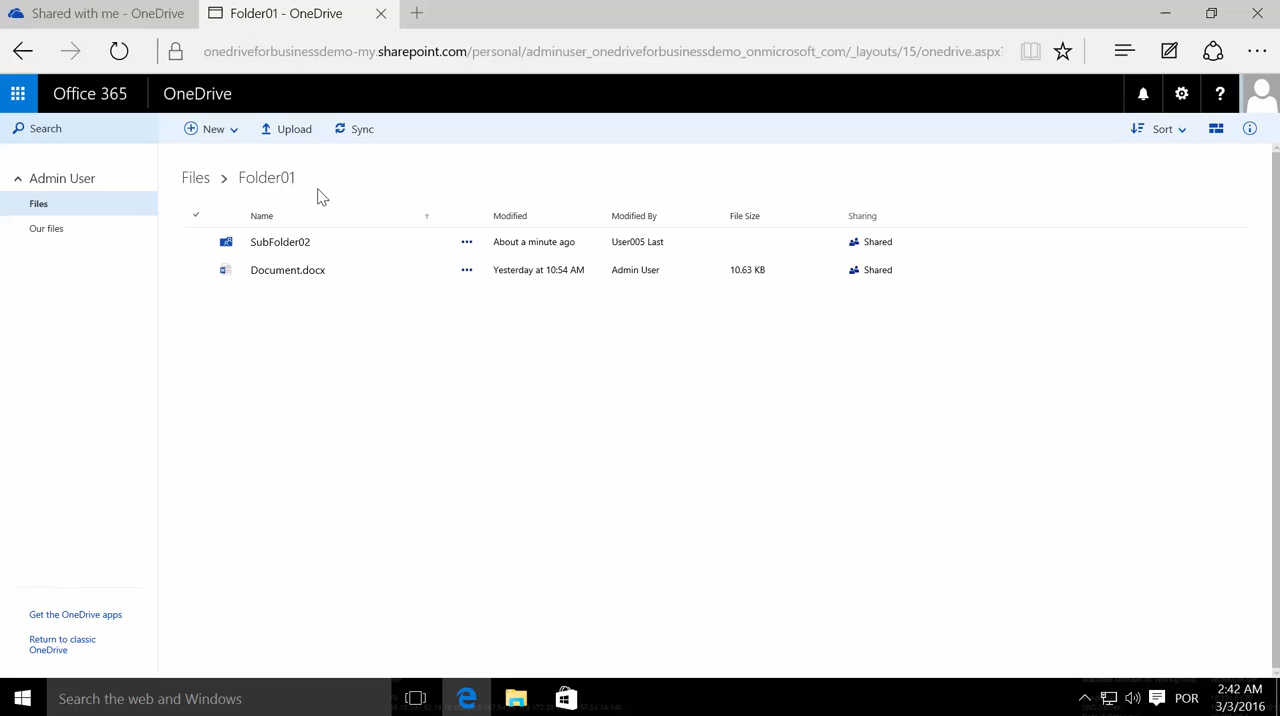 Shared with me - OneDrive
Folder01 - OneDrive
onedriveforbusinessdemo-my.sharepoint.com/personal/adminuser_onedriveforbusinessdemo_onmicrosoft_com/_layouts/15/onedrive.aspx?
Office 365
OneDrive
Search
New
Upload
Sync
Sort
Admin User
Files
Our files
Files > Folder01
Name
Modified
Modified By
File Size
Sharing
SubFolder02
About a minute ago
User005 Last
Shared
Document.docx
Yesterday at 10:54 AM
Admin User
10.63 KB
Shared
Get the OneDrive apps
Return to classic
OneDrive
Search the web and Windows
POR
2:42 AM
3/3/2016